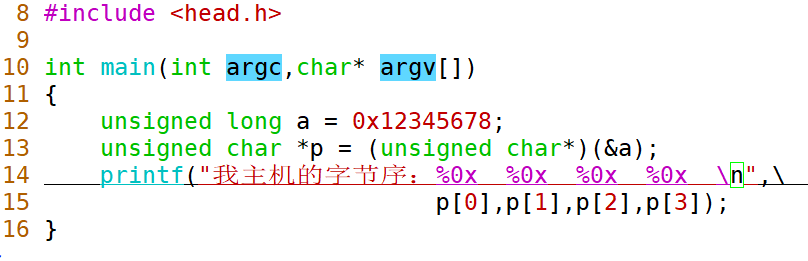 8 #include <head.h>
9
10 int main(int argc,char* argv[])
11 {
12     unsigned long a = 0x12345678;
13     unsigned char *p = (unsigned char*)(&a);
14     printf("我主机的字节序：%0x  %0x  %0x  %0x  \n",\
15                             p[0],p[1],p[2],p[3]);
16 }